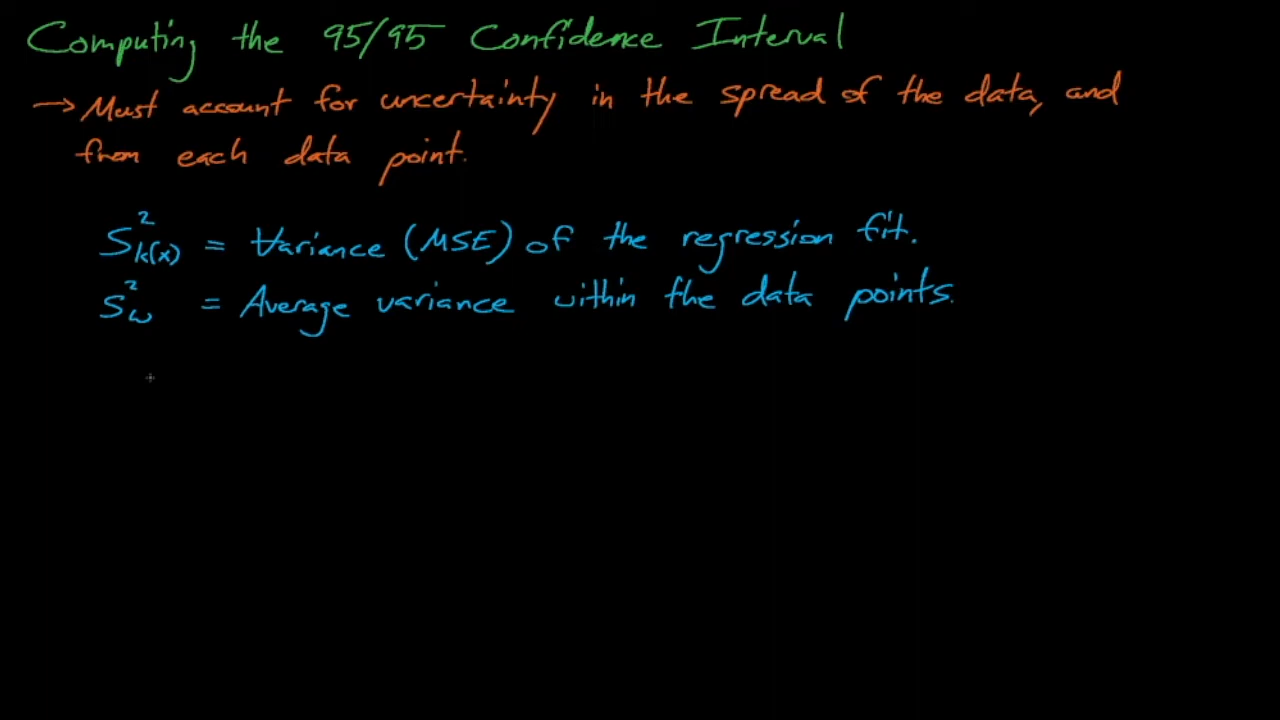 Computing the 95/95 Confidence Interval
→ Must account for uncertainty in the spread of the data, and
from each data point.
S²k(x) = Variance (MSE) of the regression fit.
S²w = Average variance within the data points.